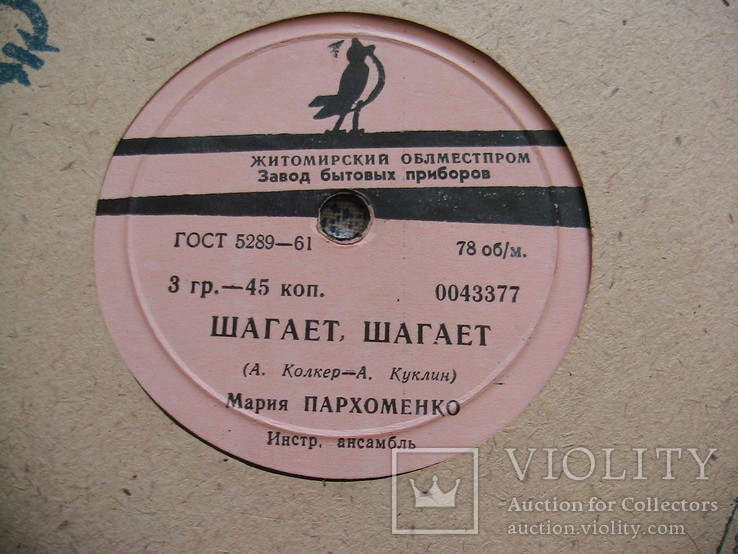 ЖИТОМИРСКИЙ ОБЛМЕСТПРОМ
Завод бытовых приборов
ГОСТ 5289—61 78 об/м.
3 гр.—45 коп. 0043377
ШАГАЕТ, ШАГАЕТ
(А. Колкер—А. Куклин)
Мария ПАРХОМЕНКО
Инстр. ансамбль
VIOLITY
Auction for Collectors
auction.violity.com